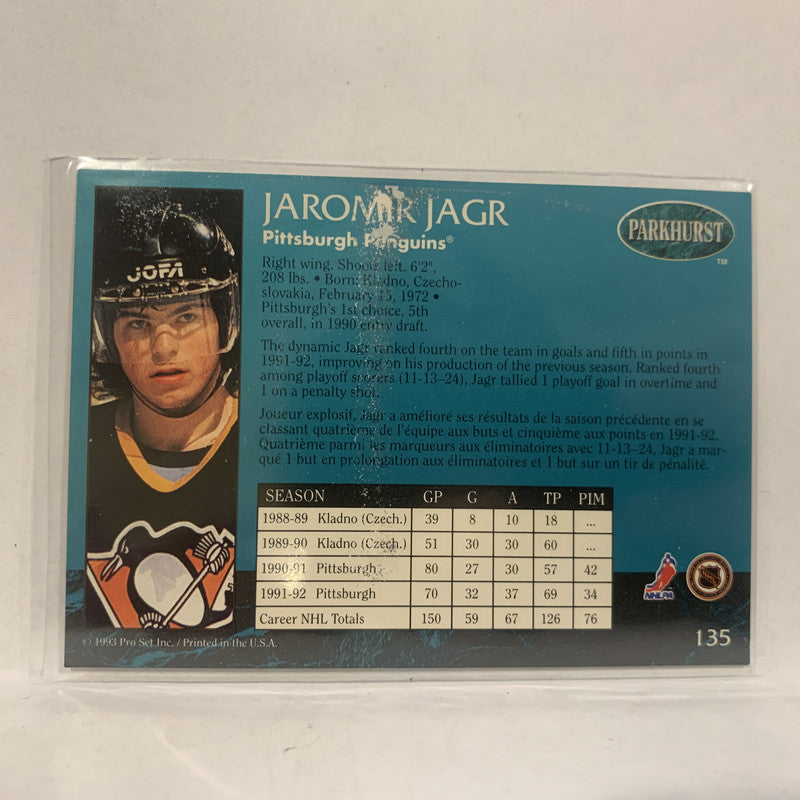 JAROMIR JAGR
Pittsburgh Penguins®
PARKHURST
TM
JOFA
Right wing. Shoots left. 6'2",
208 lbs. • Born: Kladno, Czecho-
slovakia, February 15, 1972 •
Pittsburgh's 1st choice, 5th
overall, in 1990 entry draft.
The dynamic Jagr ranked fourth on the team in goals and fifth in points in
1991-92, improving on his production of the previous season. Ranked fourth
among playoff scorers (11-13–24), Jagr tallied 1 playoff goal in overtime and
1 on a penalty shot.
Joueur explosif, Jagr a amélioré ses résultats de la saison précédente en se
classant quatrième de l'équipe aux buts et cinquième aux points en 1991-92.
Quatrième parmi les marqueurs aux éliminatoires avec 11-13–24, Jagr a mar-
qué 1 but en prolongation aux éliminatoires et 1 but sur un tir de pénalité.
SEASON GP G A TP PIM
1988-89 Kladno (Czech.) 39 8 10 18 ...
1989-90 Kladno (Czech.) 51 30 30 60 ...
1990-91 Pittsburgh 80 27 30 57 42
1991-92 Pittsburgh 70 32 37 69 34
Career NHL Totals 150 59 67 126 76
NHLPA
© 1993 Pro Set Inc. / Printed in the U.S.A.
135